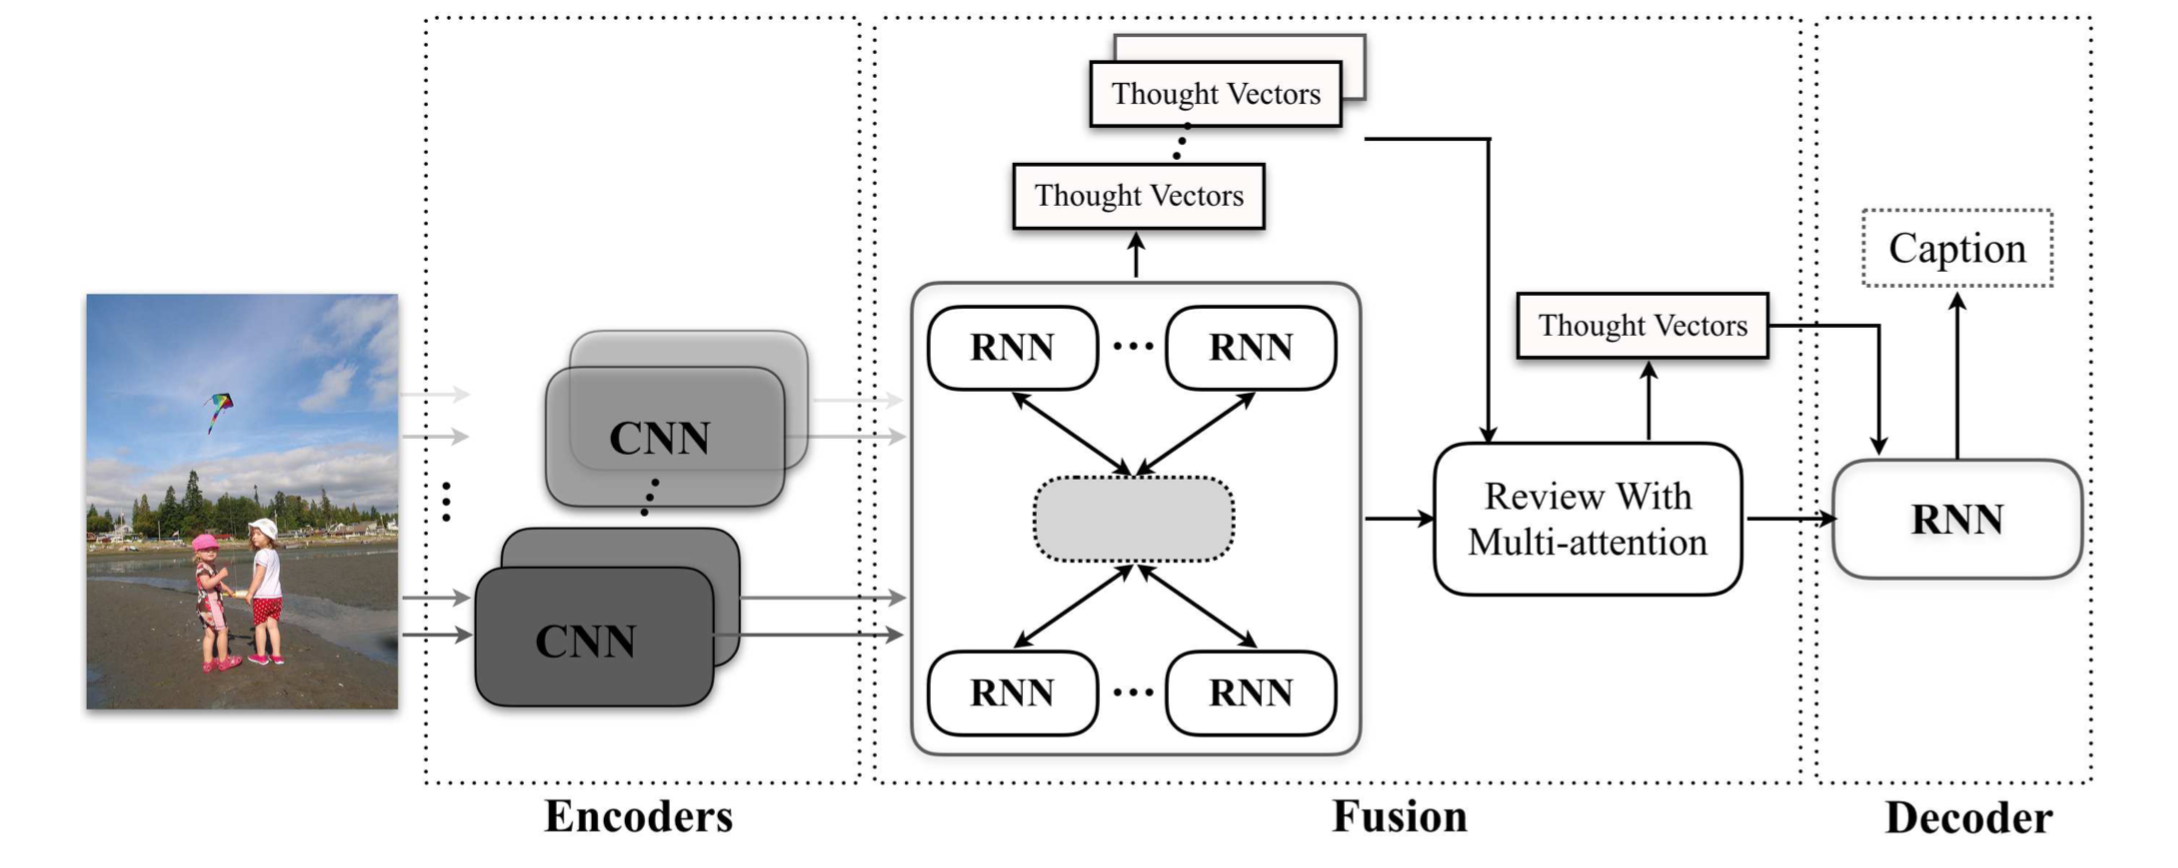 Thought Vectors
Thought Vectors
Caption
Thought Vectors
RNN
RNN
CNN
Review With
Multi-attention
RNN
CNN
RNN
RNN
Encoders
Fusion
Decoder